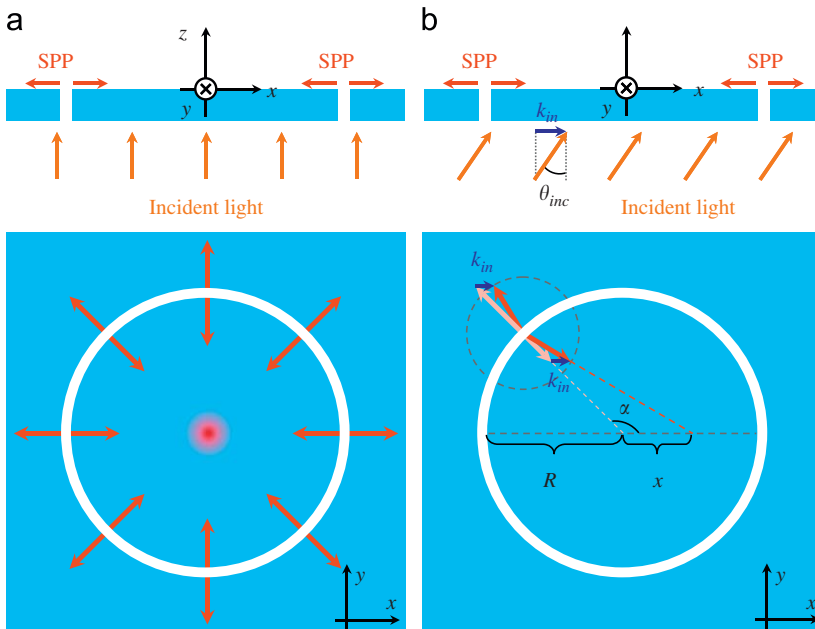 a
z
SPP
SPP
x
y
Incident light
y
x
b
z
SPP
SPP
x
y
k_in
θ_inc
Incident light
k_in
k_in
α
R
x
y
x